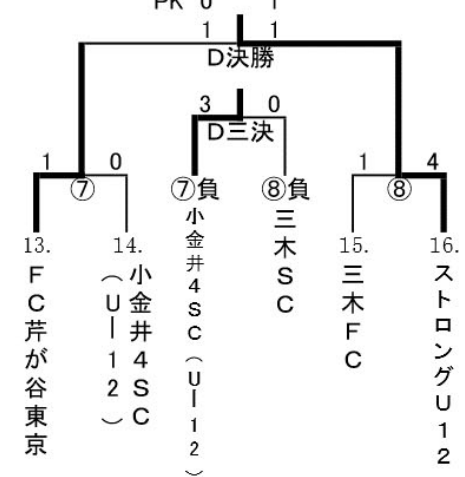 PK 0 1
1 1
D決勝
3 0
D三決
1 0
1 4
⑦
⑦負
⑧負
⑧
13.
FC芹が谷東京
14.
小金井4SC
(U-12)
小金井4SC(U-12)
三木SC
15.
三木FC
16.
ストロングU12